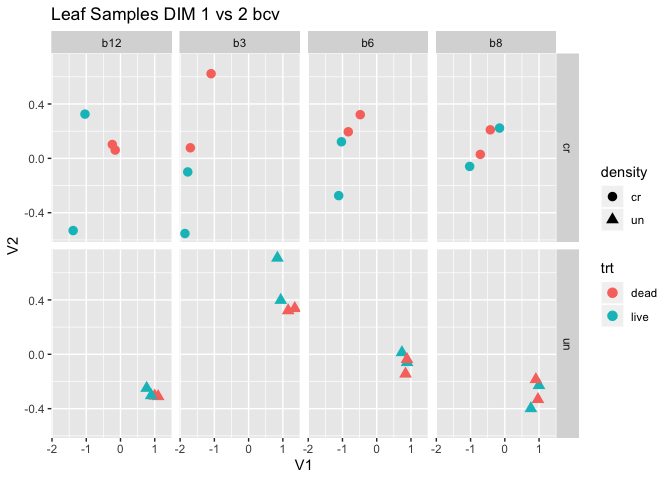 Leaf Samples DIM 1 vs 2 bcv
b12 b3 b6 b8
0.4
0.0
-0.4
cr
0.4
0.0
-0.4
un
-2 -1 0 1 -2 -1 0 1 -2 -1 0 1 -2 -1 0 1
V1
V2
density
cr
un
trt
dead
live